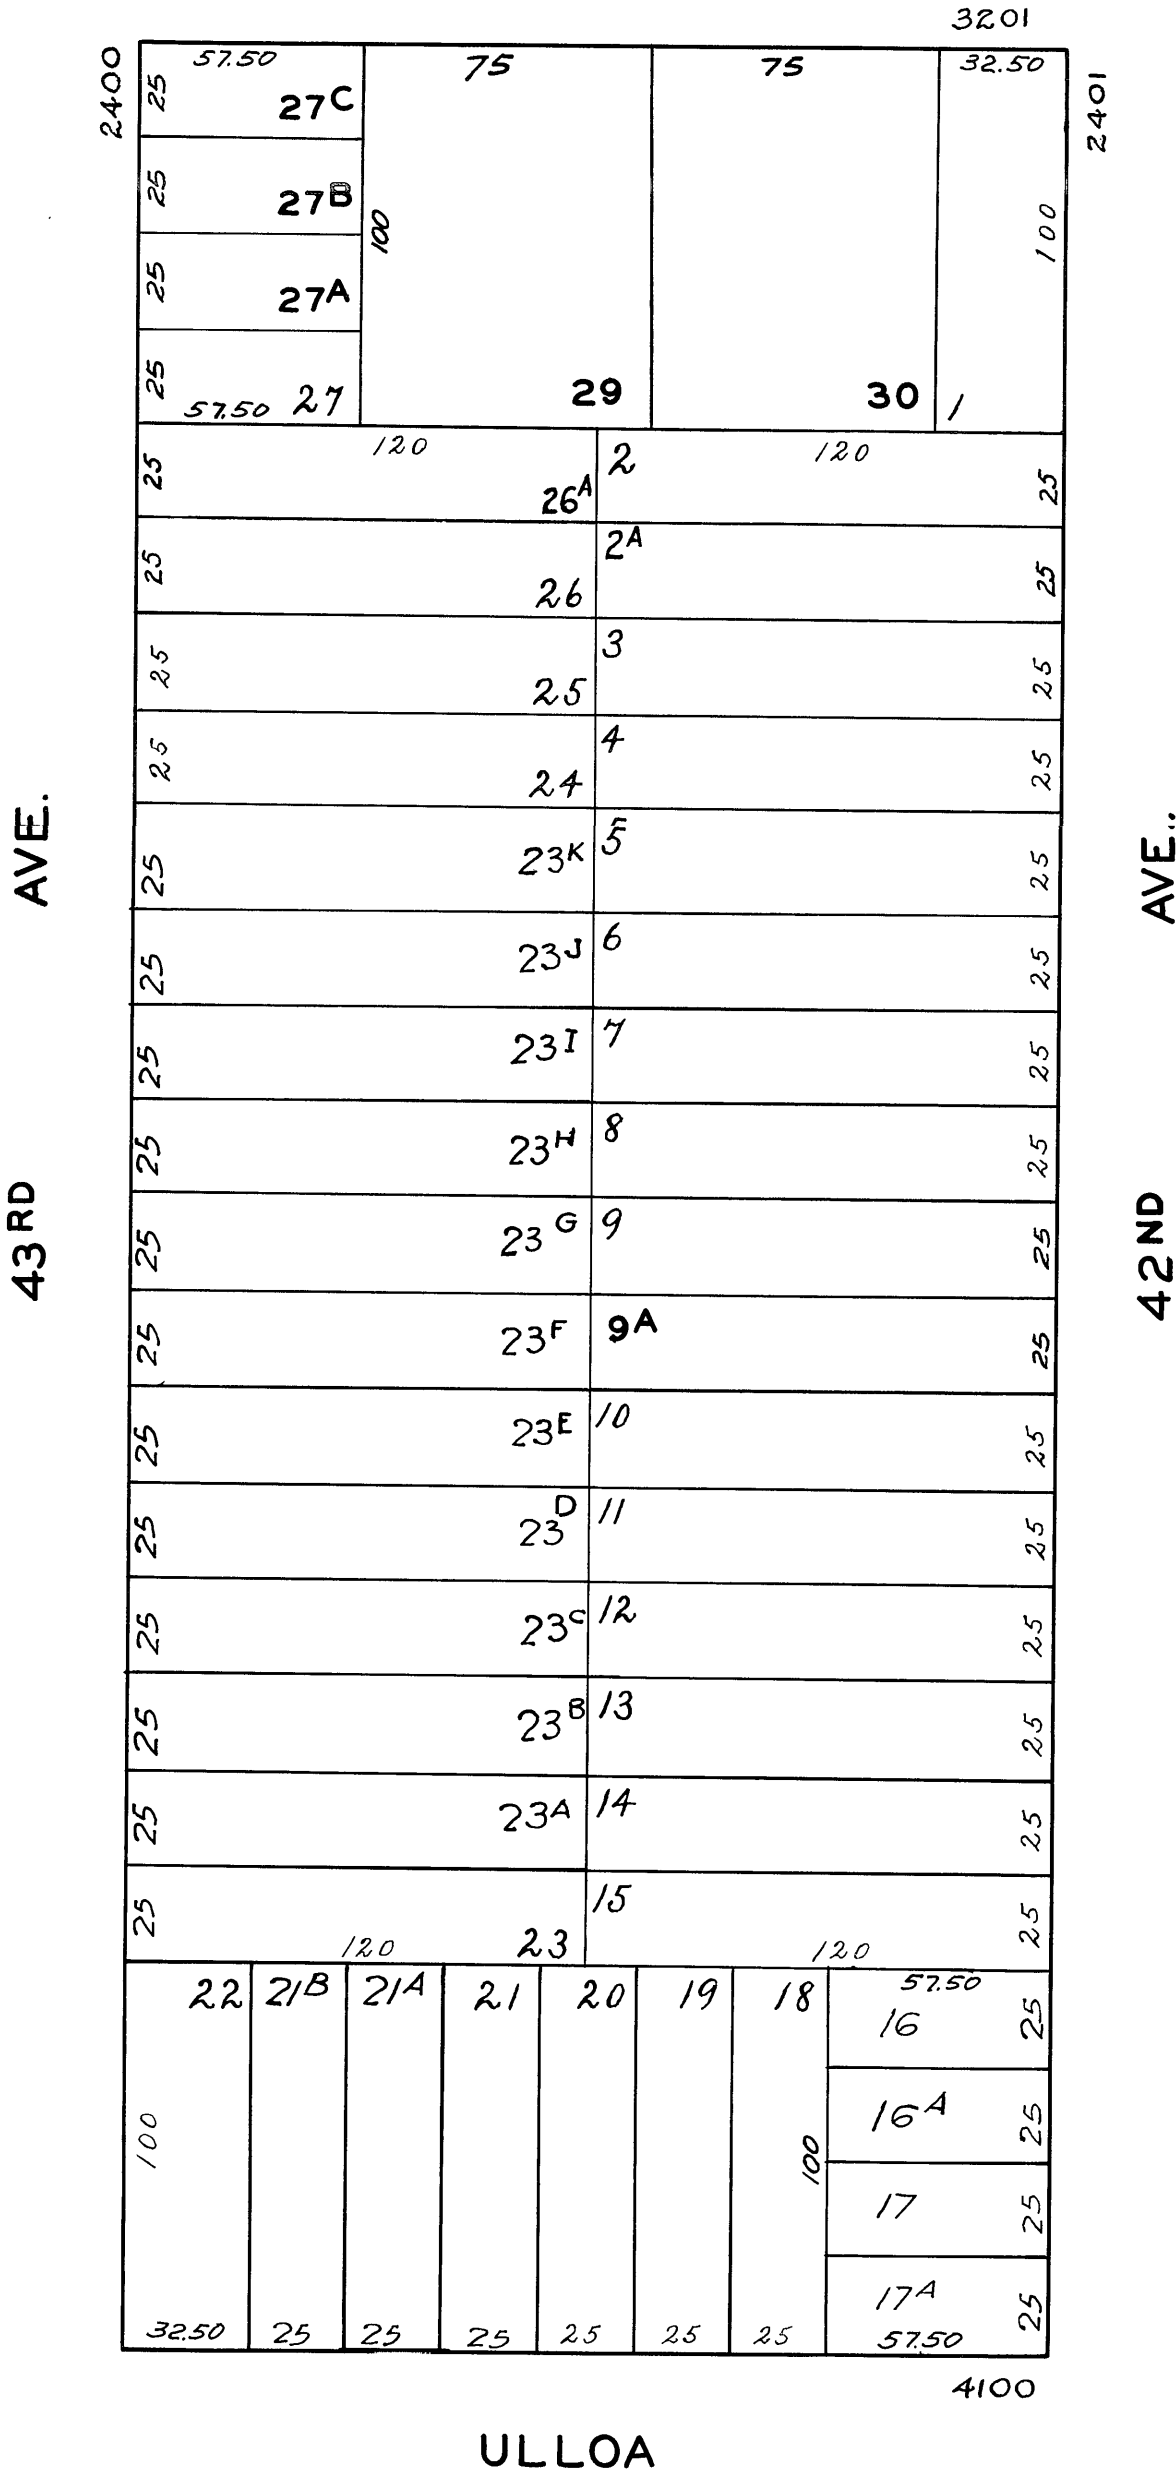 3201
2400
2401
57.50 75 75 32.50
25 27C
25 27B 100 100
25 27A
25 57.50 27 29 30 1
120 2 120
25 26A 25
25 26 2A 25
25 25 3 25
25 24 4 25
25 23K 5 25
25 23J 6 25
25 23I 7 25
25 23H 8 25
25 23G 9 25
25 23F 9A 25
25 23E 10 25
25 23D 11 25
25 23C 12 25
25 23B 13 25
25 23A 14 25
25 120 23 15 120 25
22 21B 21A 21 20 19 18 57.50
16 25
100 100 16A 25
17 25
17A 25
32.50 25 25 25 25 25 25 57.50
4100
43RD AVE.
42ND AVE.
ULLOA